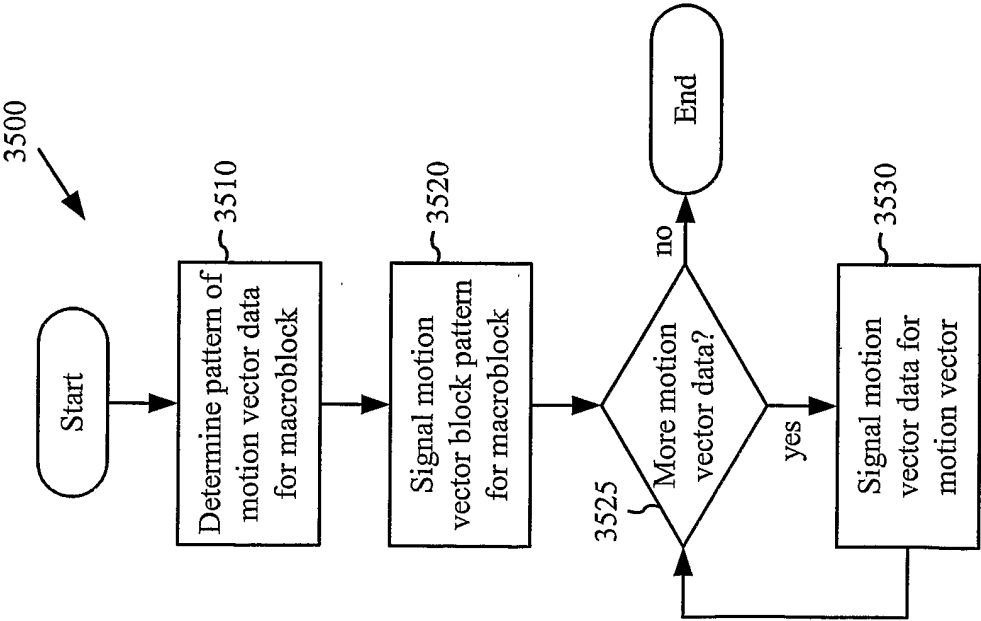 3500
Start
3510
Determine pattern of
motion vector data
for macroblock
3520
Signal motion
vector block pattern
for macroblock
3525
More motion
vector data?
no
End
yes
3530
Signal motion
vector data for
motion vector